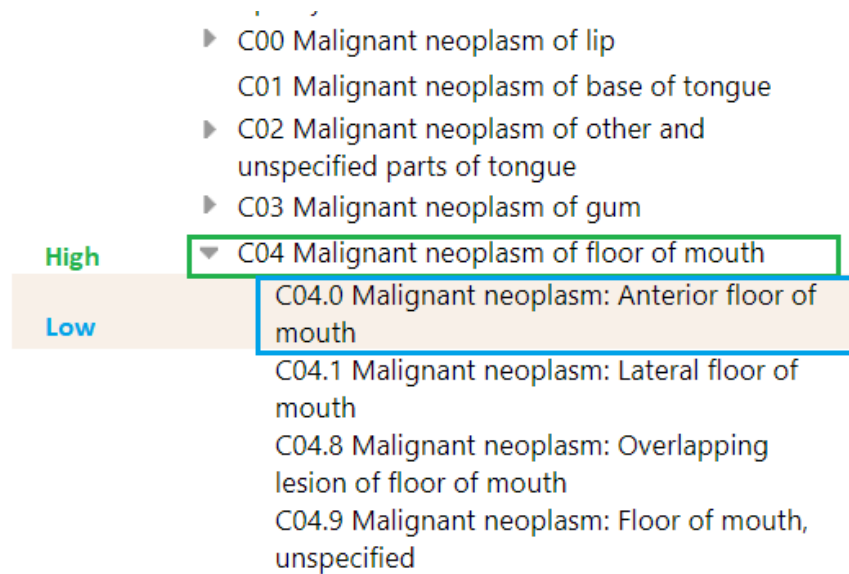 C00 Malignant neoplasm of lip
C01 Malignant neoplasm of base of tongue
C02 Malignant neoplasm of other and
unspecified parts of tongue
C03 Malignant neoplasm of gum
High
C04 Malignant neoplasm of floor of mouth
C04.0 Malignant neoplasm: Anterior floor of
Low
mouth
C04.1 Malignant neoplasm: Lateral floor of
mouth
C04.8 Malignant neoplasm: Overlapping
lesion of floor of mouth
C04.9 Malignant neoplasm: Floor of mouth,
unspecified